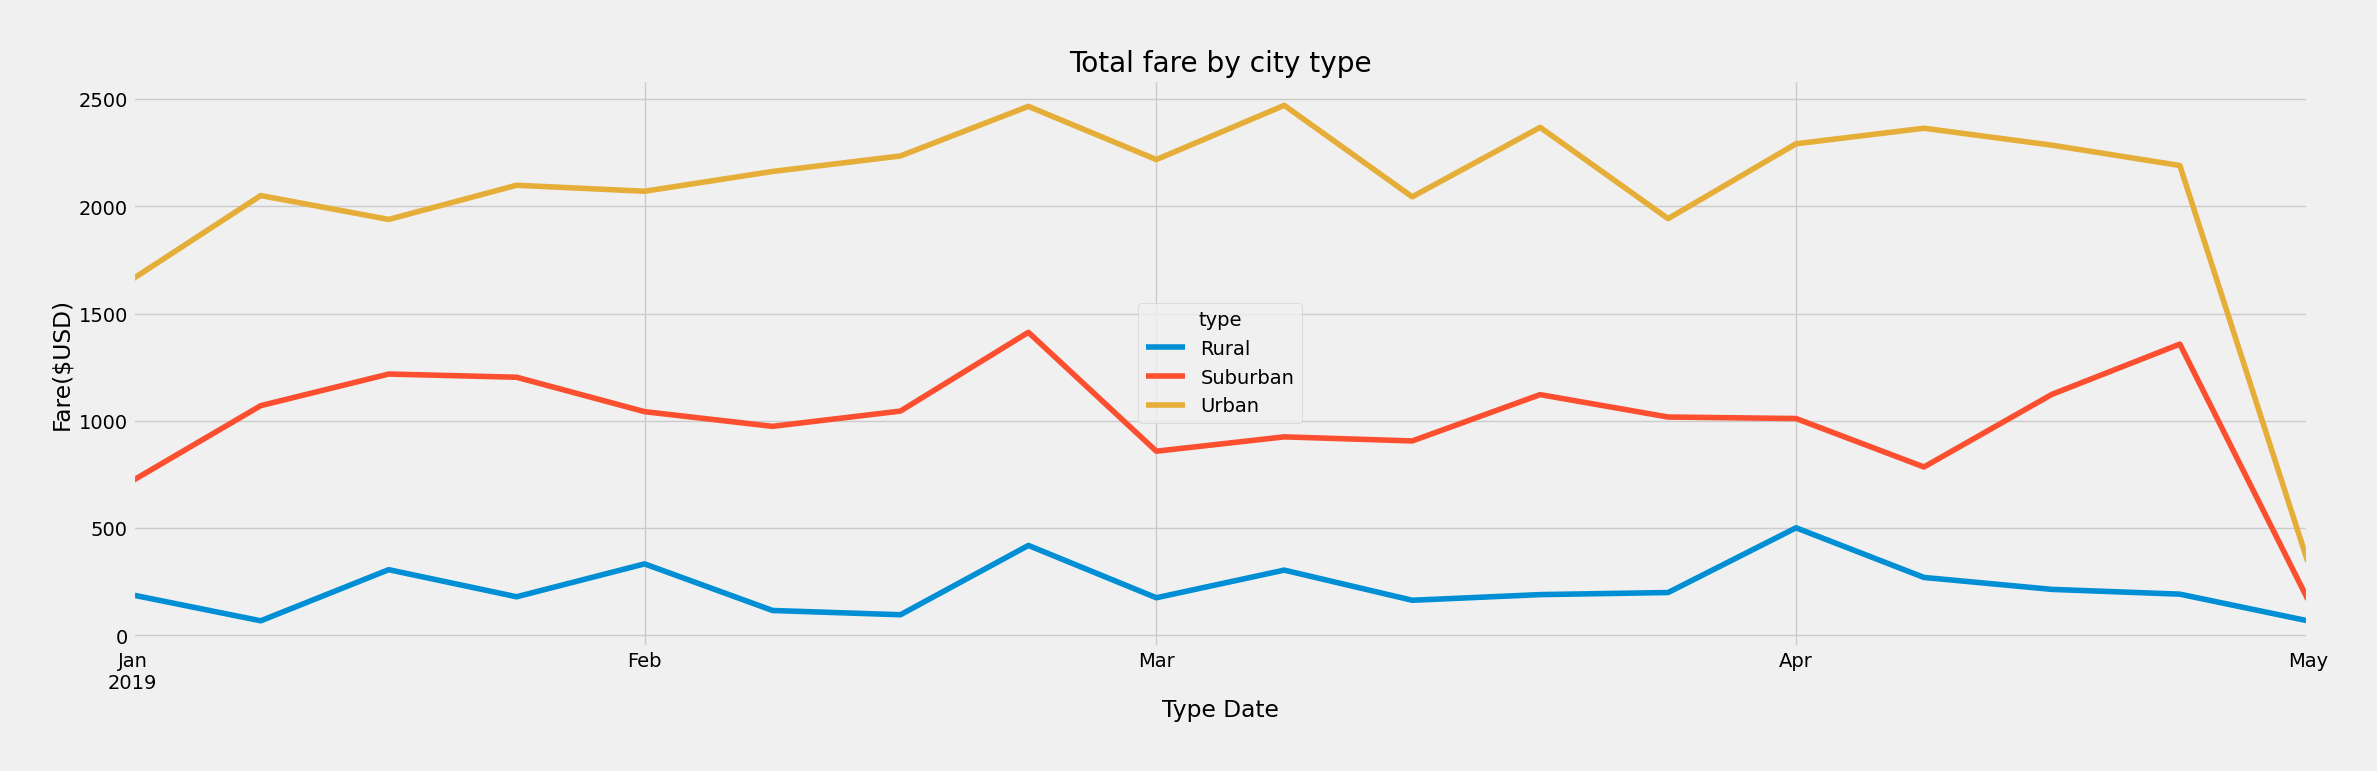 Total fare by city type
2500
2000
1500
1000
500
0
Fare($USD)
type
Rural
Suburban
Urban
Jan
2019
Feb
Mar
Apr
May
Type Date